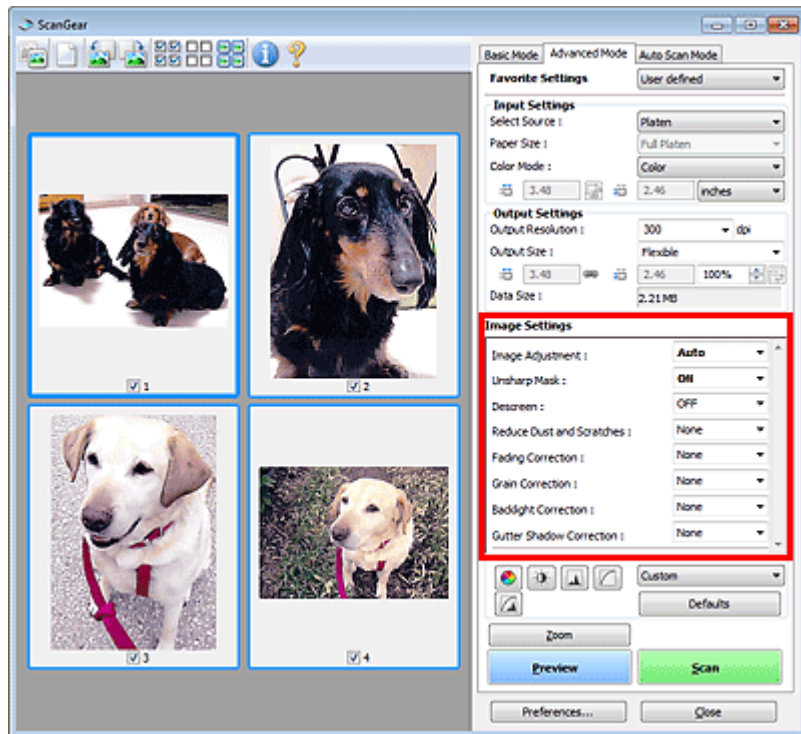 ScanGear
Basic Mode Advanced Mode Auto Scan Mode
Favorite Settings User defined
Input Settings
Select Source : Platen
Paper Size : Full Platen
Color Mode : Color
3.48 2.46 inches
Output Settings
Output Resolution : 300 dpi
Output Size : Flexible
3.48 2.46 100%
Data Size : 2.21 MB
Image Settings
Image Adjustment : Auto
Unsharp Mask : ON
Descreen : OFF
Reduce Dust and Scratches : None
Fading Correction : None
Grain Correction : None
Backlight Correction : None
Gutter Shadow Correction : None
Custom
Defaults
Zoom
Preview Scan
Preferences... Close
1
2
3
4